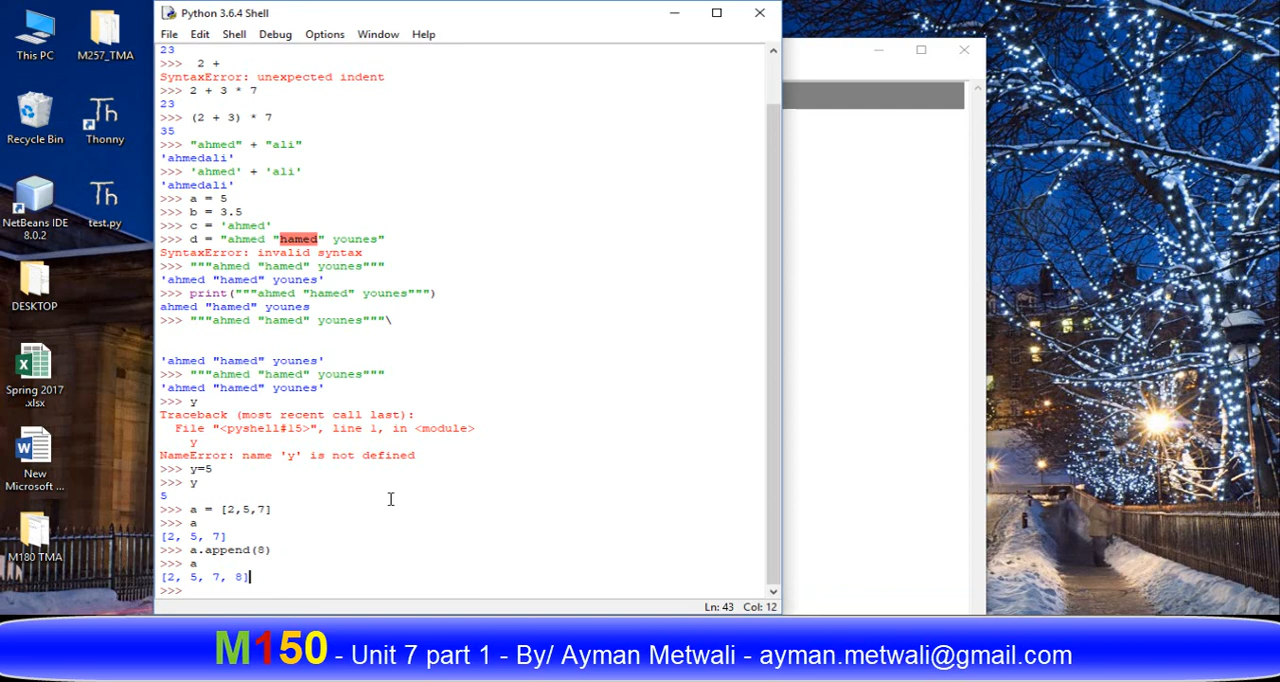 This PC
M257_TMA
Recycle Bin
Thonny
NetBeans IDE
8.0.2
test.py
DESKTOP
Spring 2017
.xlsx
New
Microsoft ...
M180 TMA
Python 3.6.4 Shell
File Edit Shell Debug Options Window Help
23
>>>  2 +
SyntaxError: unexpected indent
>>> 2 + 3 * 7
23
>>> (2 + 3) * 7
35
>>> "ahmed" + "ali"
'ahmedali'
>>> 'ahmed' + 'ali'
'ahmedali'
>>> a = 5
>>> b = 3.5
>>> c = 'ahmed'
>>> d = "ahmed "hamed" younes"
SyntaxError: invalid syntax
>>> """ahmed "hamed" younes"""
'ahmed "hamed" younes'
>>> print("""ahmed "hamed" younes""")
ahmed "hamed" younes
>>> """ahmed "hamed" younes"""\
'ahmed "hamed" younes'
>>> """ahmed "hamed" younes"""
'ahmed "hamed" younes'
>>> y
Traceback (most recent call last):
  File "<pyshell#15>", line 1, in <module>
    y
NameError: name 'y' is not defined
>>> y=5
>>> y
5
>>> a = [2,5,7]
>>> a
[2, 5, 7]
>>> a.append(8)
>>> a
[2, 5, 7, 8]
>>>
Ln: 43 Col: 12
M150 - Unit 7 part 1 - By/ Ayman Metwali - ayman.metwali@gmail.com